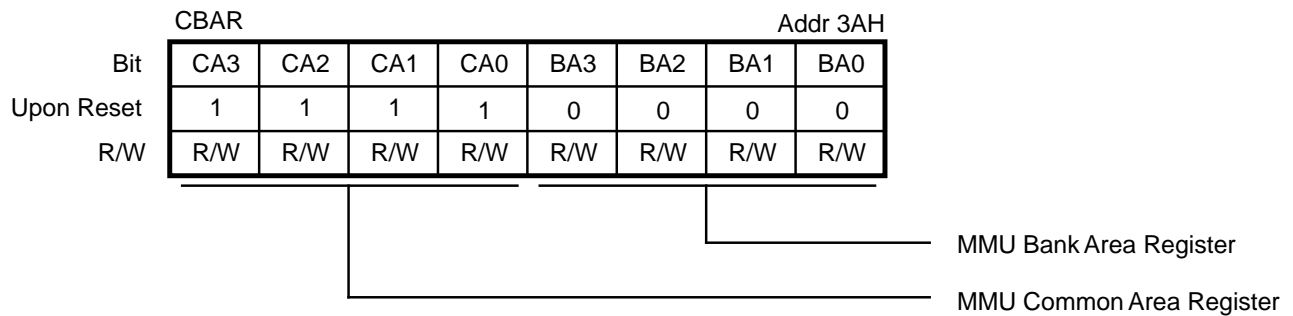 CBAR Addr 3AH
Bit CA3 CA2 CA1 CA0 BA3 BA2 BA1 BA0
Upon Reset 1 1 1 1 0 0 0 0
R/W R/W R/W R/W R/W R/W R/W R/W R/W
MMU Bank Area Register
MMU Common Area Register